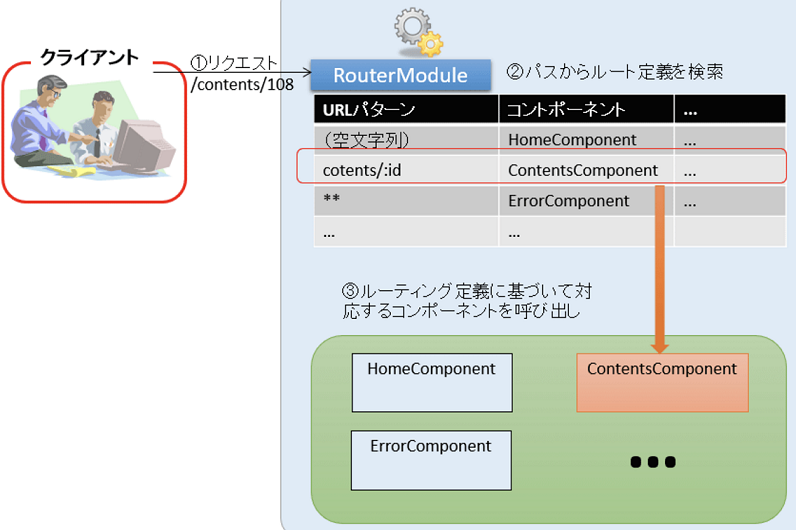 クライアント
①リクエスト
/contents/108
RouterModule
②パスからルート定義を検索
URLパターン コントポーネント ...
（空文字列） HomeComponent ...
cotents/:id ContentsComponent ...
** ErrorComponent ...
... ...
③ルーティング定義に基づいて対
応するコンポーネントを呼び出し
HomeComponent ContentsComponent
ErrorComponent
...